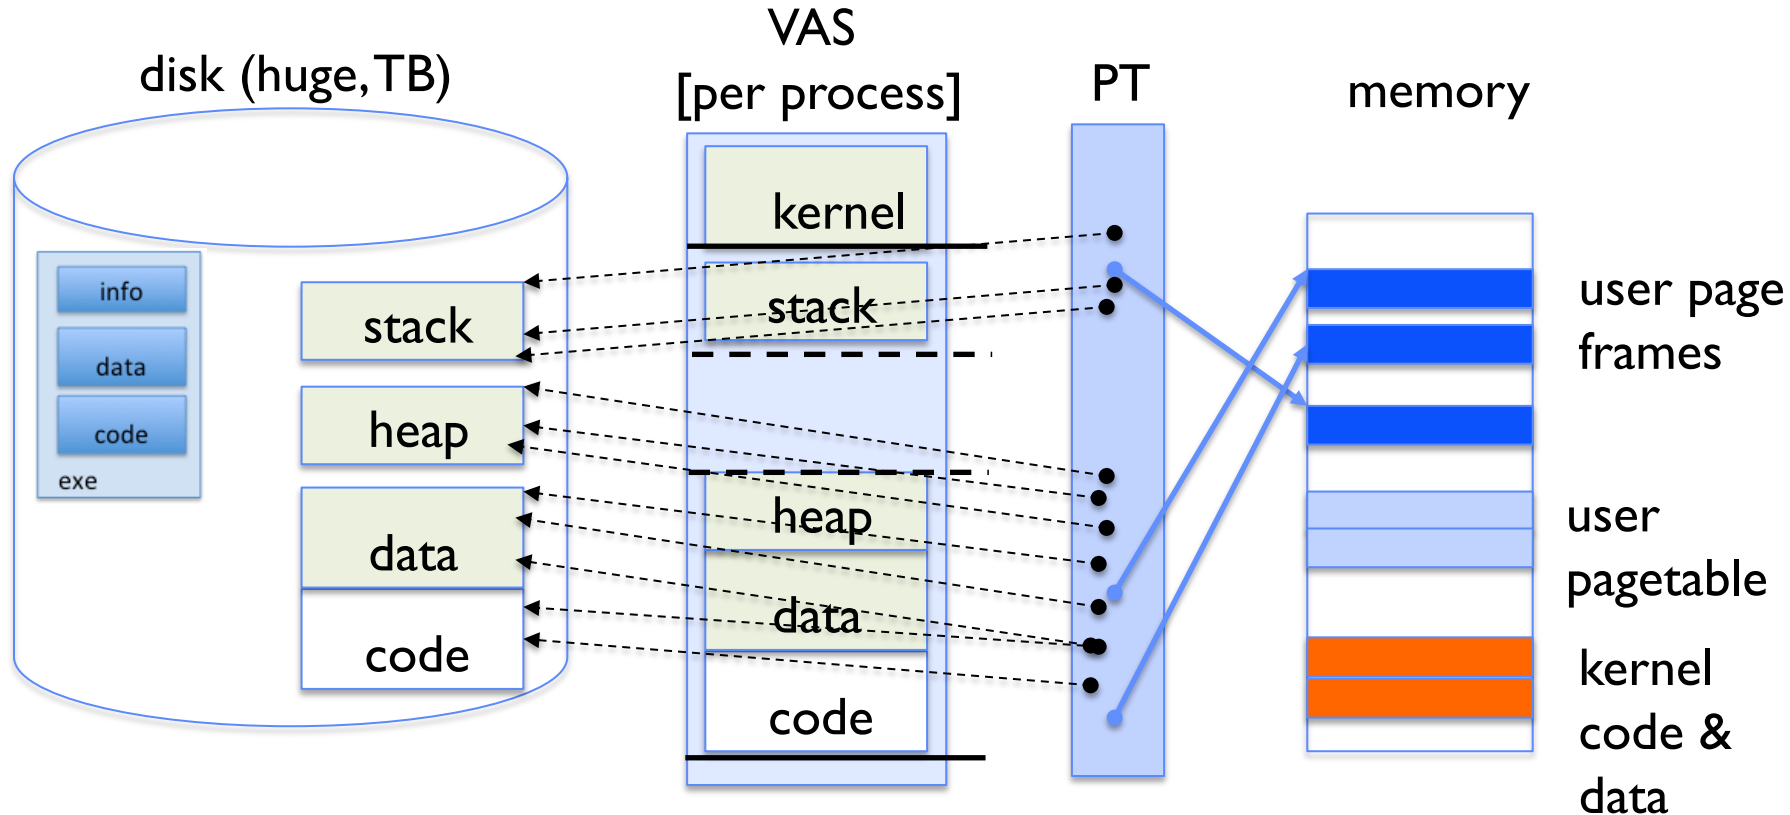 disk (huge, TB)
info
data
code
exe
stack
heap
data
code
VAS
[per process]
kernel
stack
heap
data
code
PT
memory
user page
frames
user
pagetable
kernel
code &
data